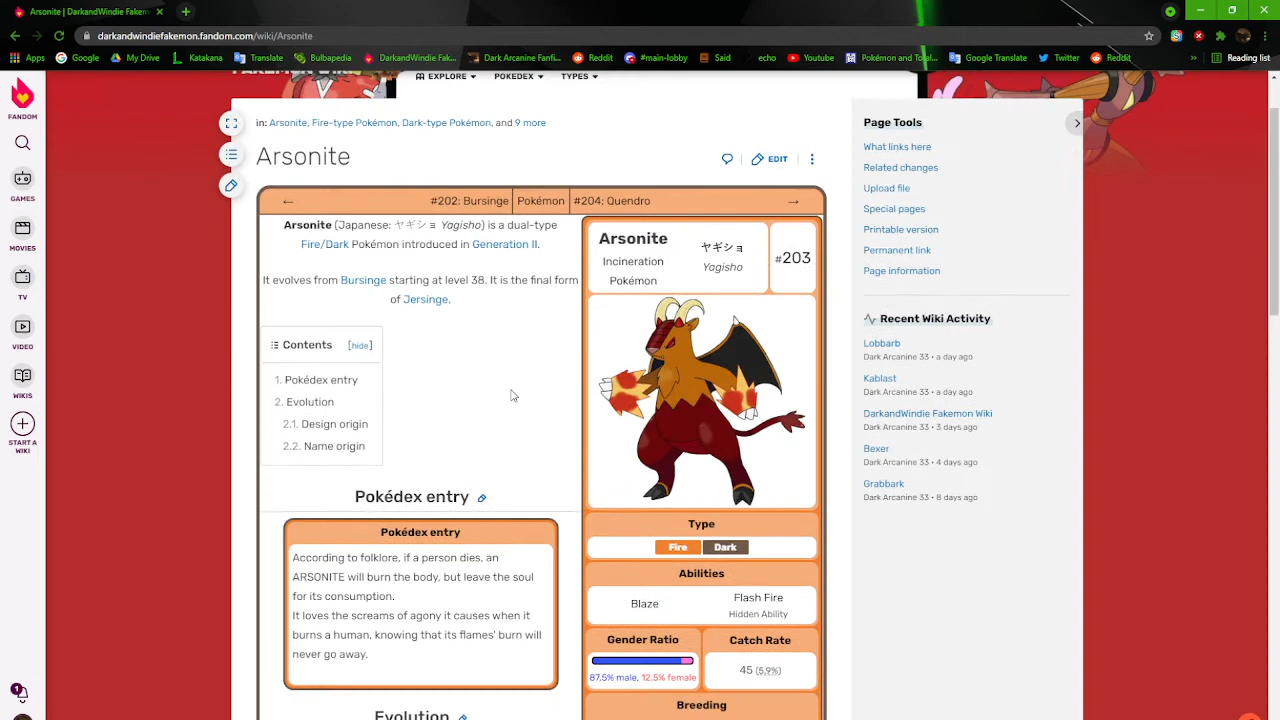 Arsonite | DarkandWindie Fakemon
darkandwindiefakemon.fandom.com/wiki/Arsonite
Apps Google My Drive Katakana Translate Bulbapedia DarkandWindie Fak... Dark Arcanine Fanfi... Reddit #main-lobby Said echo YouTube Pokémon and Total... Google Translate Twitter Reddit » Reading list
EXPLORE POKEDEX TYPES
FANDOM
GAMES
MOVIES
TV
VIDEO
WIKIS
START A
WIKI
1
in: Arsonite, Fire-type Pokémon, Dark-type Pokémon, and 9 more
Arsonite
EDIT
← #202: Bursinge Pokémon #204: Quendro →
Arsonite (Japanese: ヤギショヨ Yagisho) is a dual-type
Fire/Dark Pokémon introduced in Generation II.
It evolves from Bursinge starting at level 38. It is the final form
of Jersinge.
Contents [hide]
1. Pokédex entry
2. Evolution
2.1. Design origin
2.2. Name origin
Pokédex entry
Pokédex entry
According to folklore, if a person dies, an
ARSONITE will burn the body, but leave the soul
for its consumption.
It loves the screams of agony it causes when it
burns a human, knowing that its flames' burn will
never go away.
Evolution
Arsonite
Incineration
Pokémon
ヤギショ
Yagisho
#203
Type
Fire Dark
Abilities
Blaze
Flash Fire
Hidden Ability
Gender Ratio
87.5% male, 12.5% female
Catch Rate
45 (5.9%)
Breeding
Page Tools
What links here
Related changes
Upload file
Special pages
Printable version
Permanent link
Page information
Recent Wiki Activity
Lobbarb
Dark Arcanine 33 • a day ago
Kablast
Dark Arcanine 33 • a day ago
DarkandWindie Fakemon Wiki
Dark Arcanine 33 • 3 days ago
Bexer
Dark Arcanine 33 • 4 days ago
Grabbark
Dark Arcanine 33 • 8 days ago